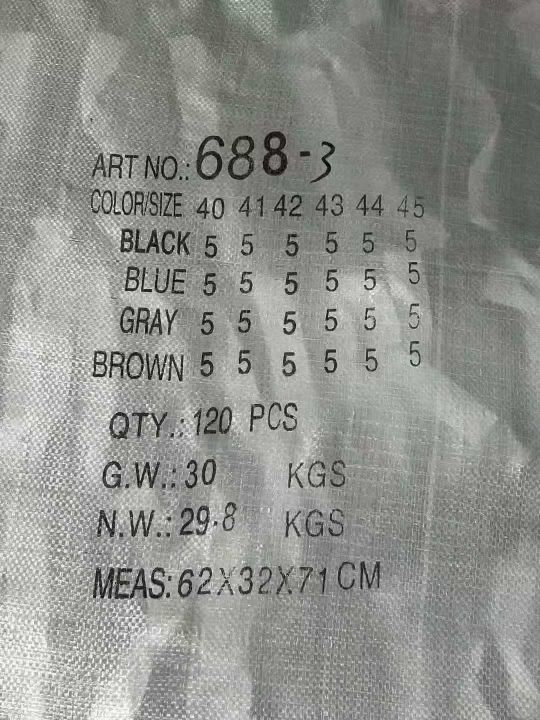 ART NO.: 688-3
COLOR/SIZE 40 41 42 43 44 45
BLACK 5 5 5 5 5 5
BLUE 5 5 5 5 5 5
GRAY 5 5 5 5 5 5
BROWN 5 5 5 5 5 5
QTY.: 120 PCS
G.W.: 30 KGS
N.W.: 29.8 KGS
MEAS: 62X32X71 CM